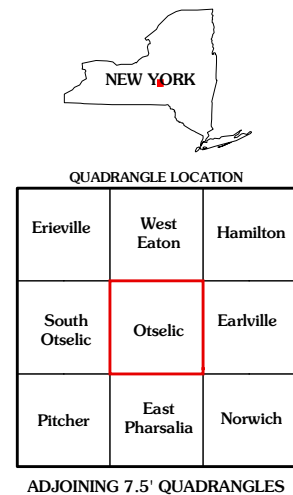 NEW YORK
QUADRANGLE LOCATION
Erieville
West
Eaton
Hamilton
South
Otselic
Otselic
Earlville
Pitcher
East
Pharsalia
Norwich
ADJOINING 7.5' QUADRANGLES